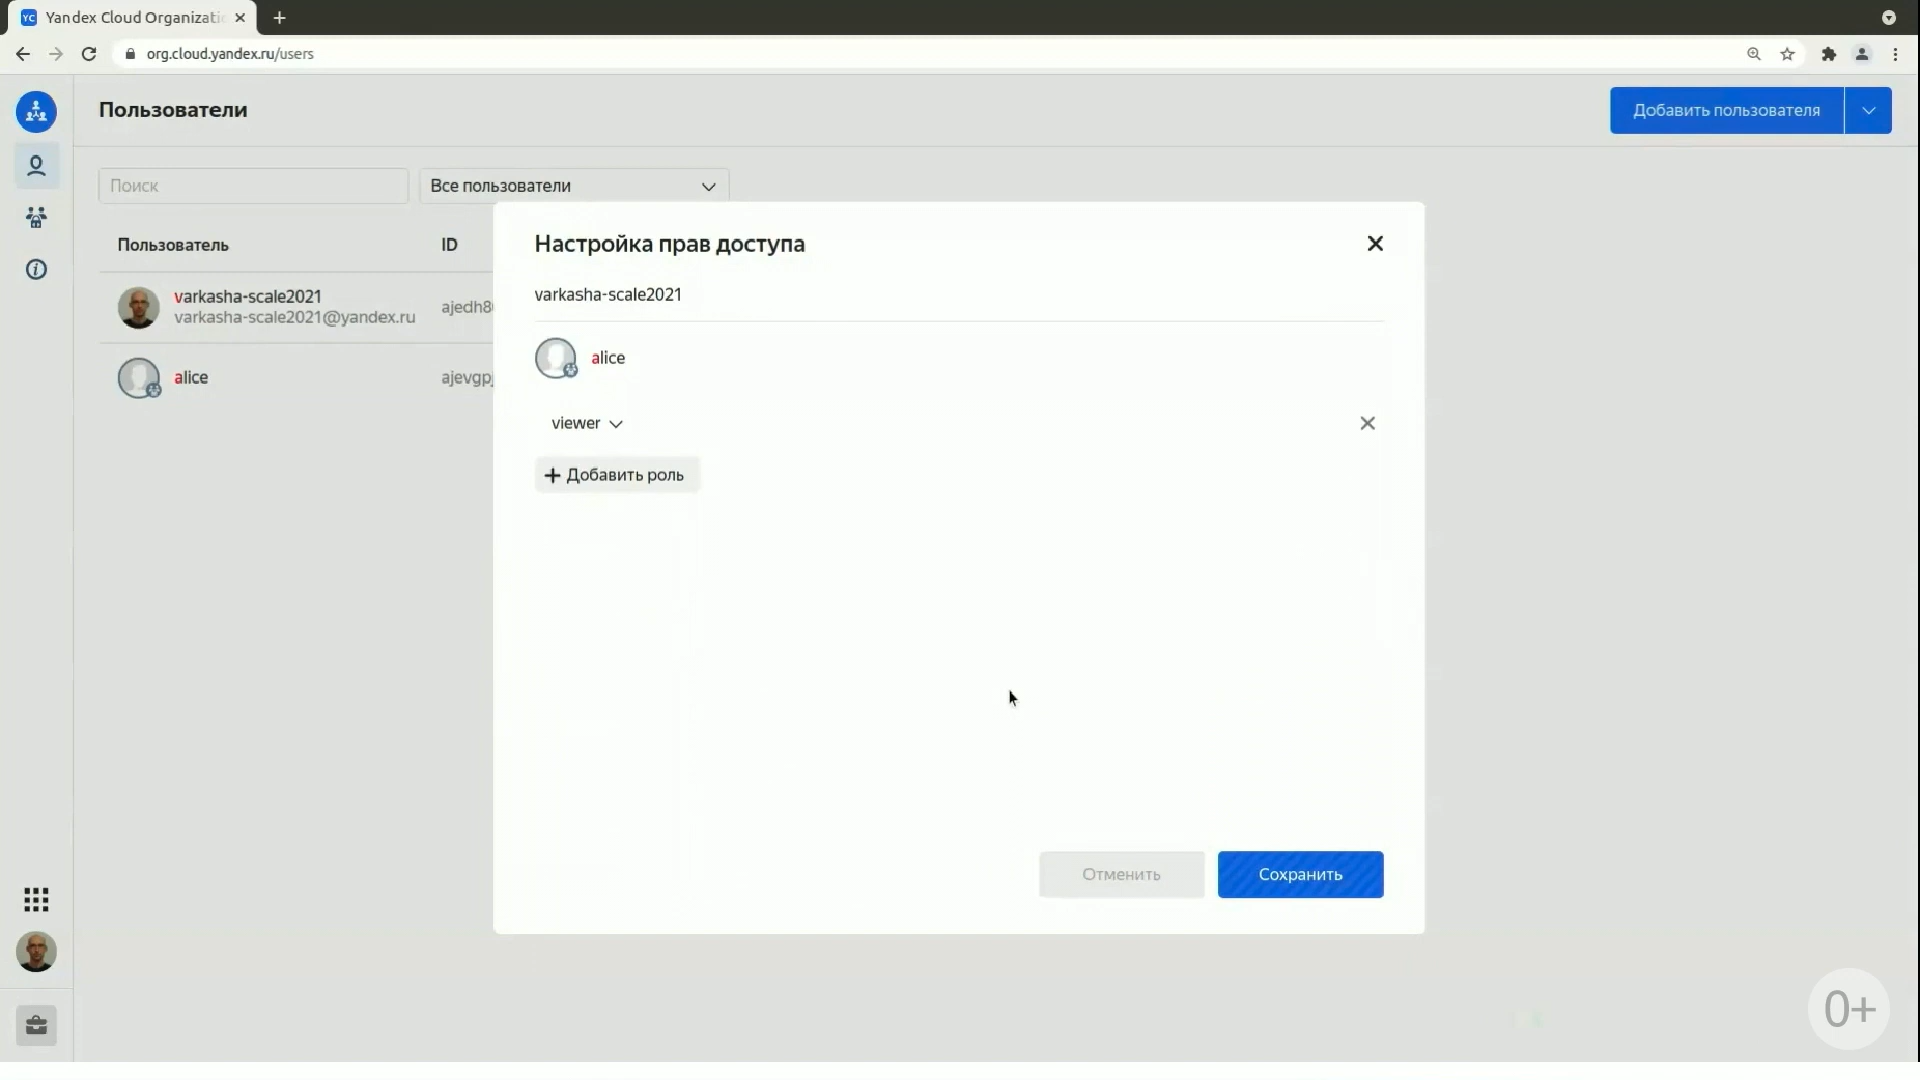 Yandex Cloud Organizati
org.cloud.yandex.ru/users
Пользователи
Добавить пользователя
Поиск
Все пользователи
Пользователь ID
varkasha-scale2021
varkasha-scale2021@yandex.ru
ajedh8
alice
ajevgp
Настройка прав доступа
varkasha-scale2021
alice
viewer
+ Добавить роль
Отменить
Сохранить
0+